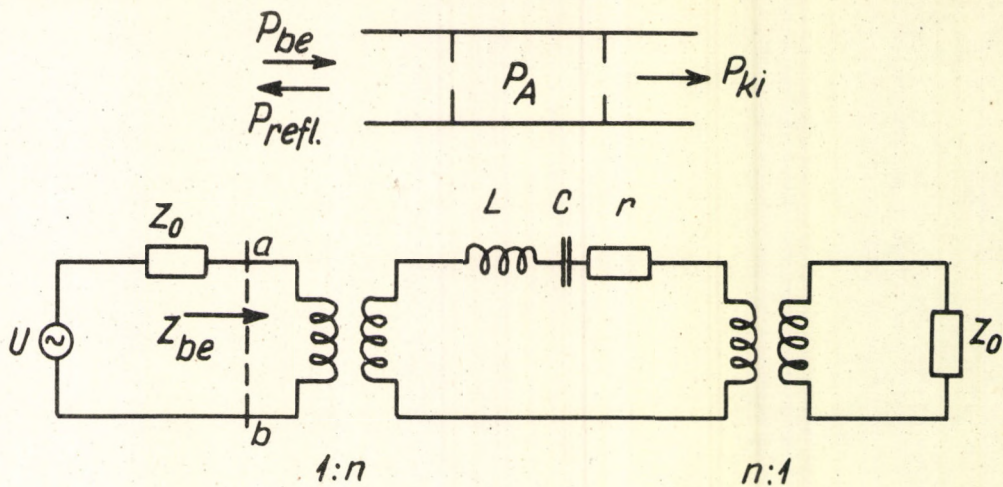 P_be
P_A
P_ki
P_refl.
L C r
Z_0
a
Z_be
U
Z_0
b
1:n n:1